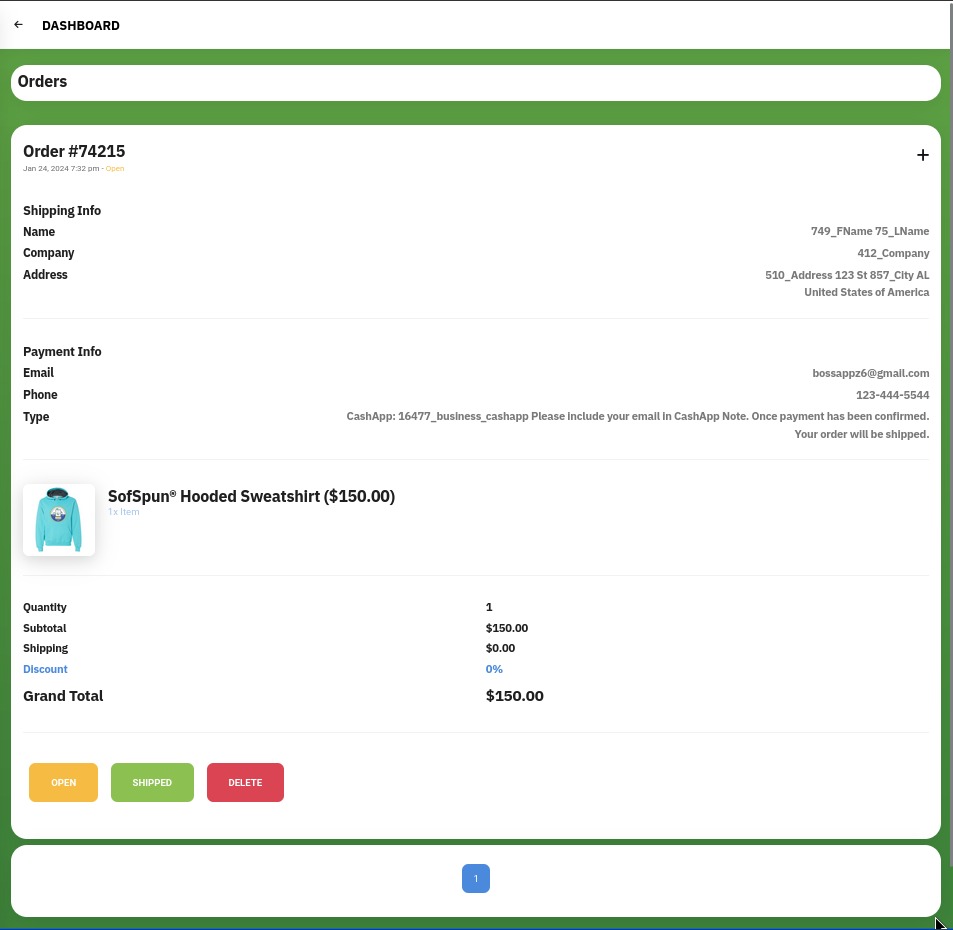 DASHBOARD
Orders
Order #74215
Jan 24, 2024 7:32 pm - Open
Shipping Info
Name 749_FName 75_LName
Company 412_Company
Address 510_Address 123 St 857_City AL
United States of America
Payment Info
Email bossappz6@gmail.com
Phone 123-444-5544
Type CashApp: 16477_business_cashapp Please include your email in CashApp Note. Once payment has been confirmed.
Your order will be shipped.
SofSpun® Hooded Sweatshirt ($150.00)
1x Item
Quantity 1
Subtotal $150.00
Shipping $0.00
Discount 0%
Grand Total $150.00
OPEN SHIPPED DELETE
1